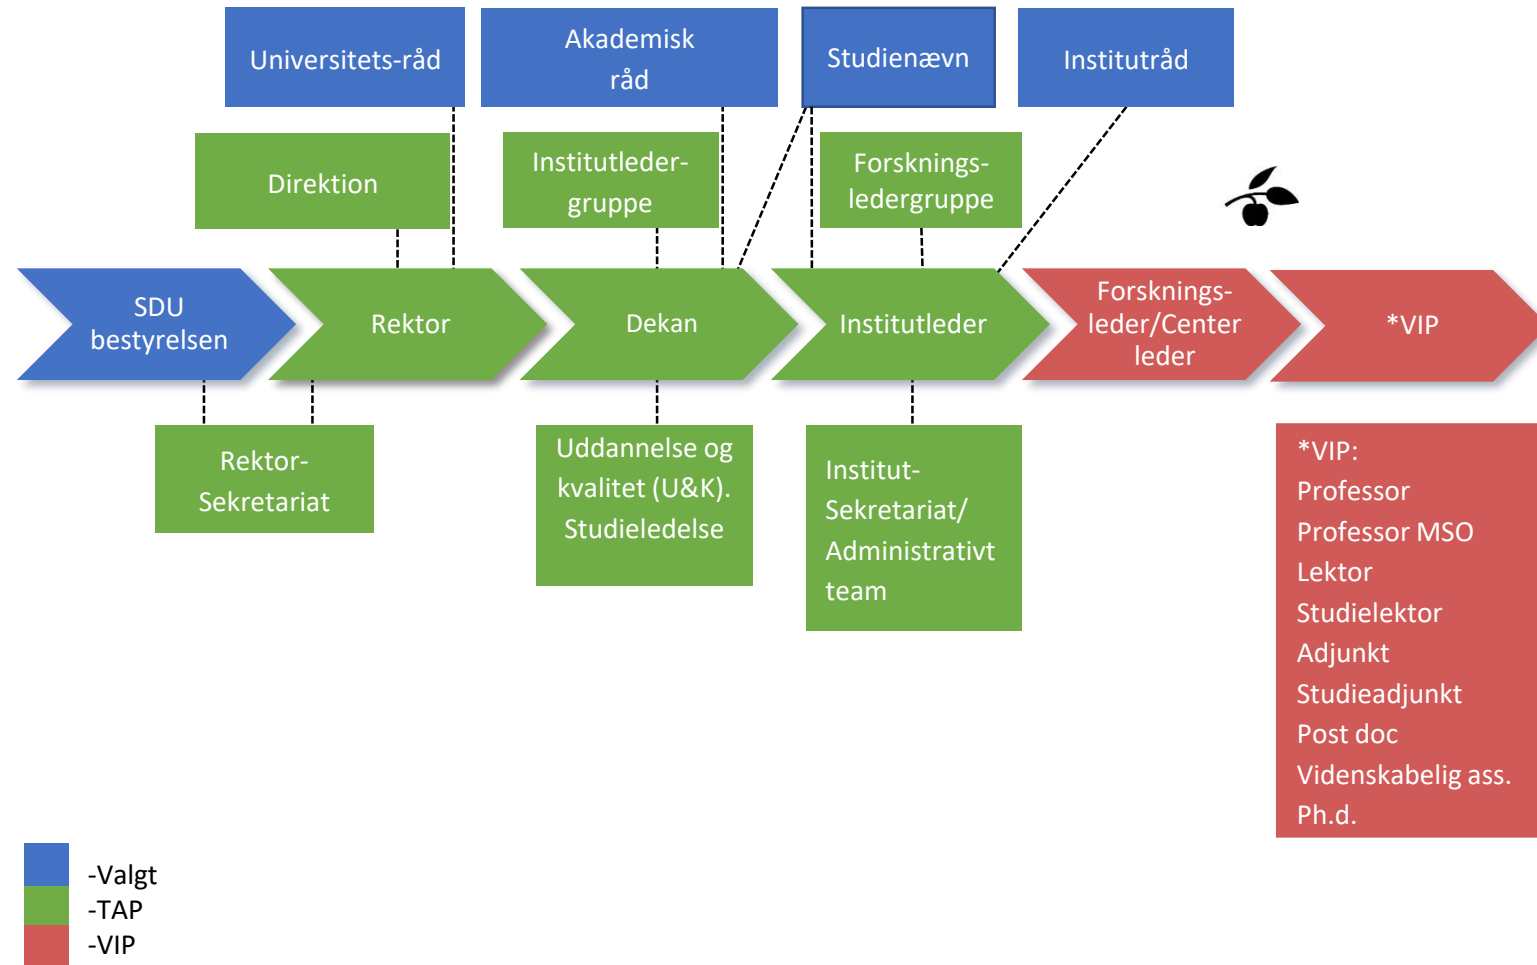 Universitets-råd
Akademisk
råd
Studienævn
Institutråd
Direktion
Institutleder-
gruppe
Forsknings-
ledergruppe
SDU
bestyrelsen
Rektor
Dekan
Institutleder
Forsknings-
leder/Center
leder
*VIP
Rektor-
Sekretariat
Uddannelse og
kvalitet (U&K).
Studieledelse
Institut-
Sekretariat/
Administrativt
team
*VIP:
Professor
Professor MSO
Lektor
Studielektor
Adjunkt
Studieadjunkt
Post doc
Videnskabelig ass.
Ph.d.
-Valgt
-TAP
-VIP